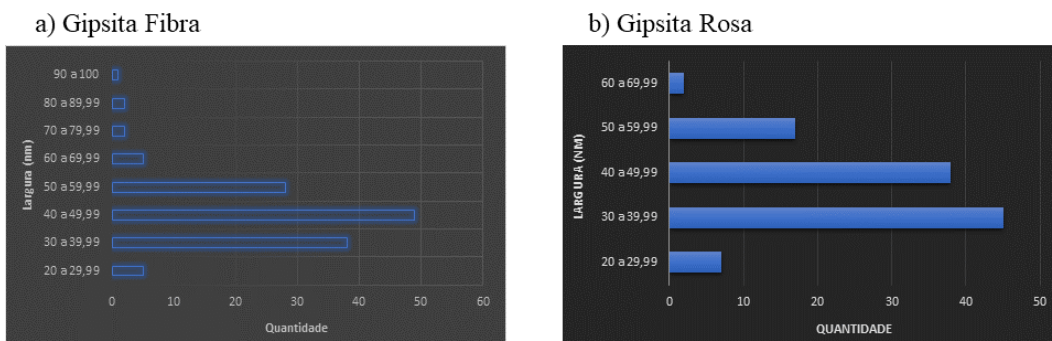 a) Gipsita Fibra
90 a 100
80 a 89,99
70 a 79,99
60 a 69,99
50 a 59,99
40 a 49,99
30 a 39,99
20 a 29,99
Largura (nm)
0 10 20 30 40 50 60
Quantidade
b) Gipsita Rosa
60 a 69,99
50 a 59,99
40 a 49,99
30 a 39,99
20 a 29,99
LARGURA (NM)
0 10 20 30 40 50
QUANTIDADE